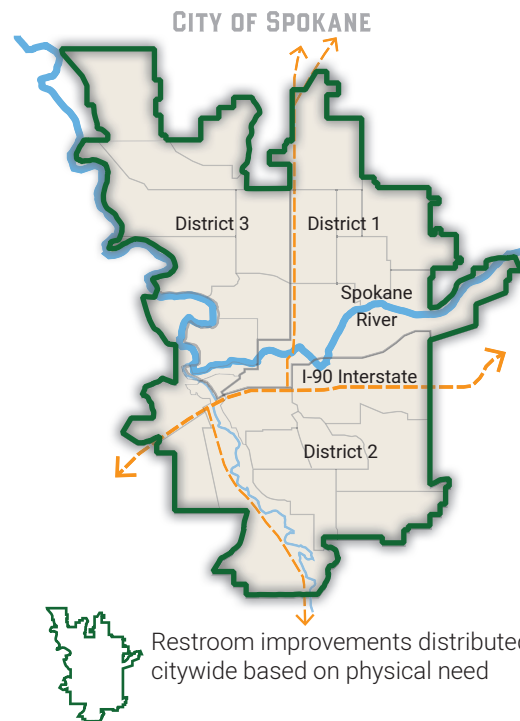 CITY OF SPOKANE
District 3
District 1
Spokane
River
I-90 Interstate
District 2
Restroom improvements distributed
citywide based on physical need